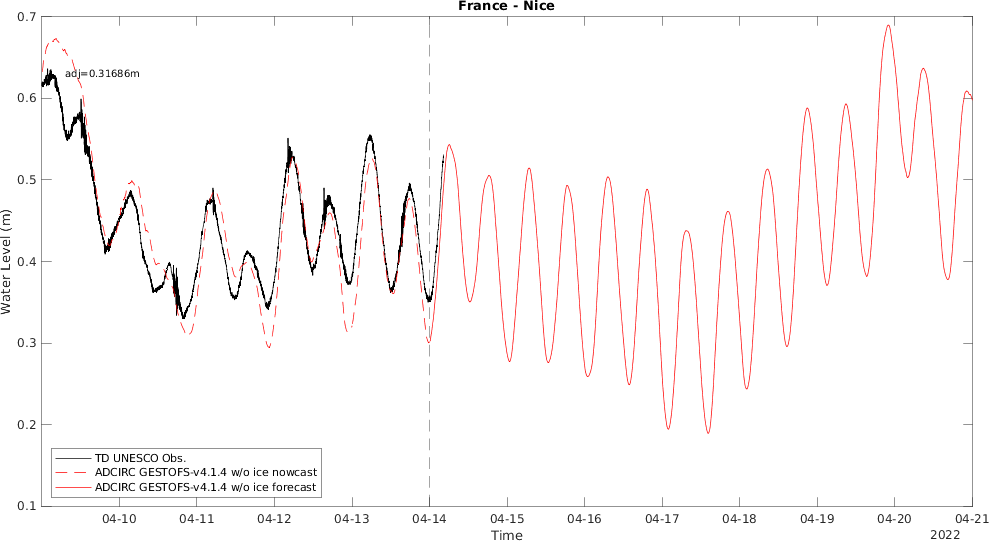 France - Nice
0.7
0.6
0.5
0.4
0.3
0.2
0.1
Water Level (m)
adj=0.31686m
TD UNESCO Obs.
ADCIRC GESTOFS-v4.1.4 w/o ice nowcast
ADCIRC GESTOFS-v4.1.4 w/o ice forecast
04-10 04-11 04-12 04-13 04-14 04-15 04-16 04-17 04-18 04-19 04-20 04-21
Time
2022